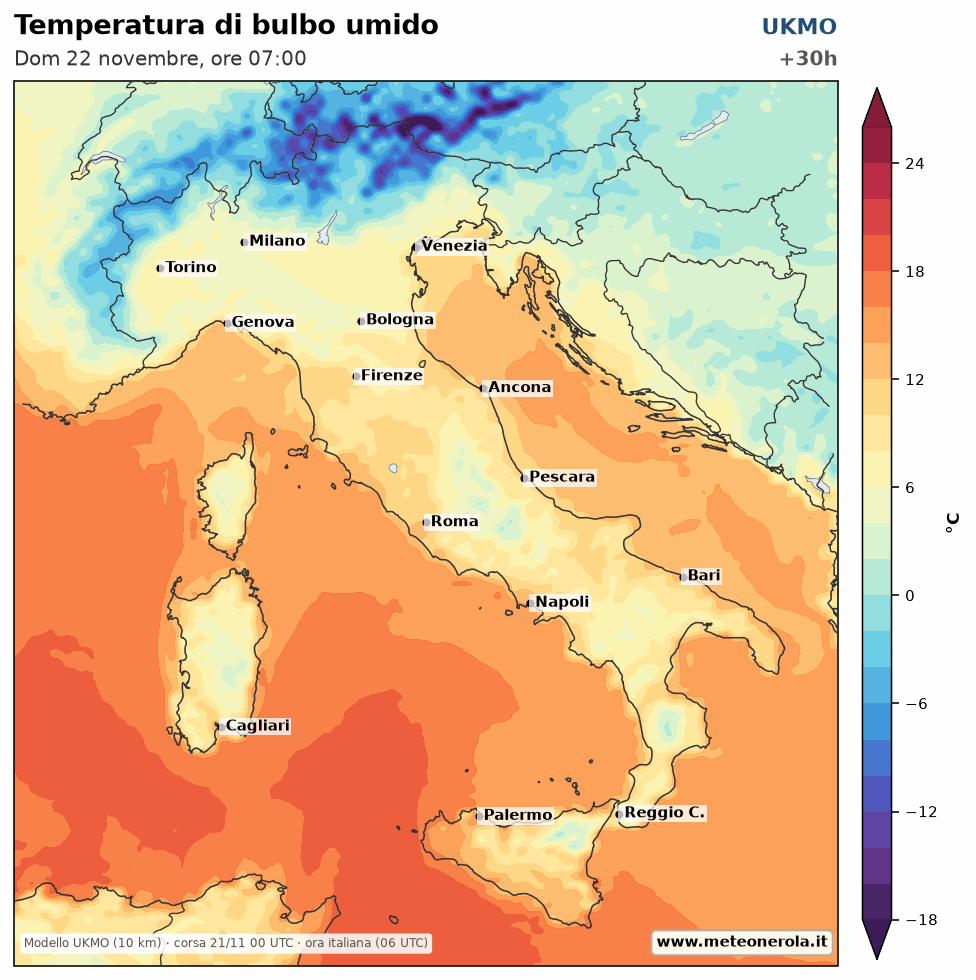 Temperatura di bulbo umido
UKMO
Dom 22 novembre, ore 07:00
+30h
Milano
Venezia
Torino
Genova
Bologna
Firenze
Ancona
Pescara
Roma
Bari
Napoli
Cagliari
Palermo
Reggio C.
24
18
12
6
0
−6
−12
−18
°C
Modello UKMO (10 km) · corsa 21/11 00 UTC · ora italiana (06 UTC)
www.meteonerola.it